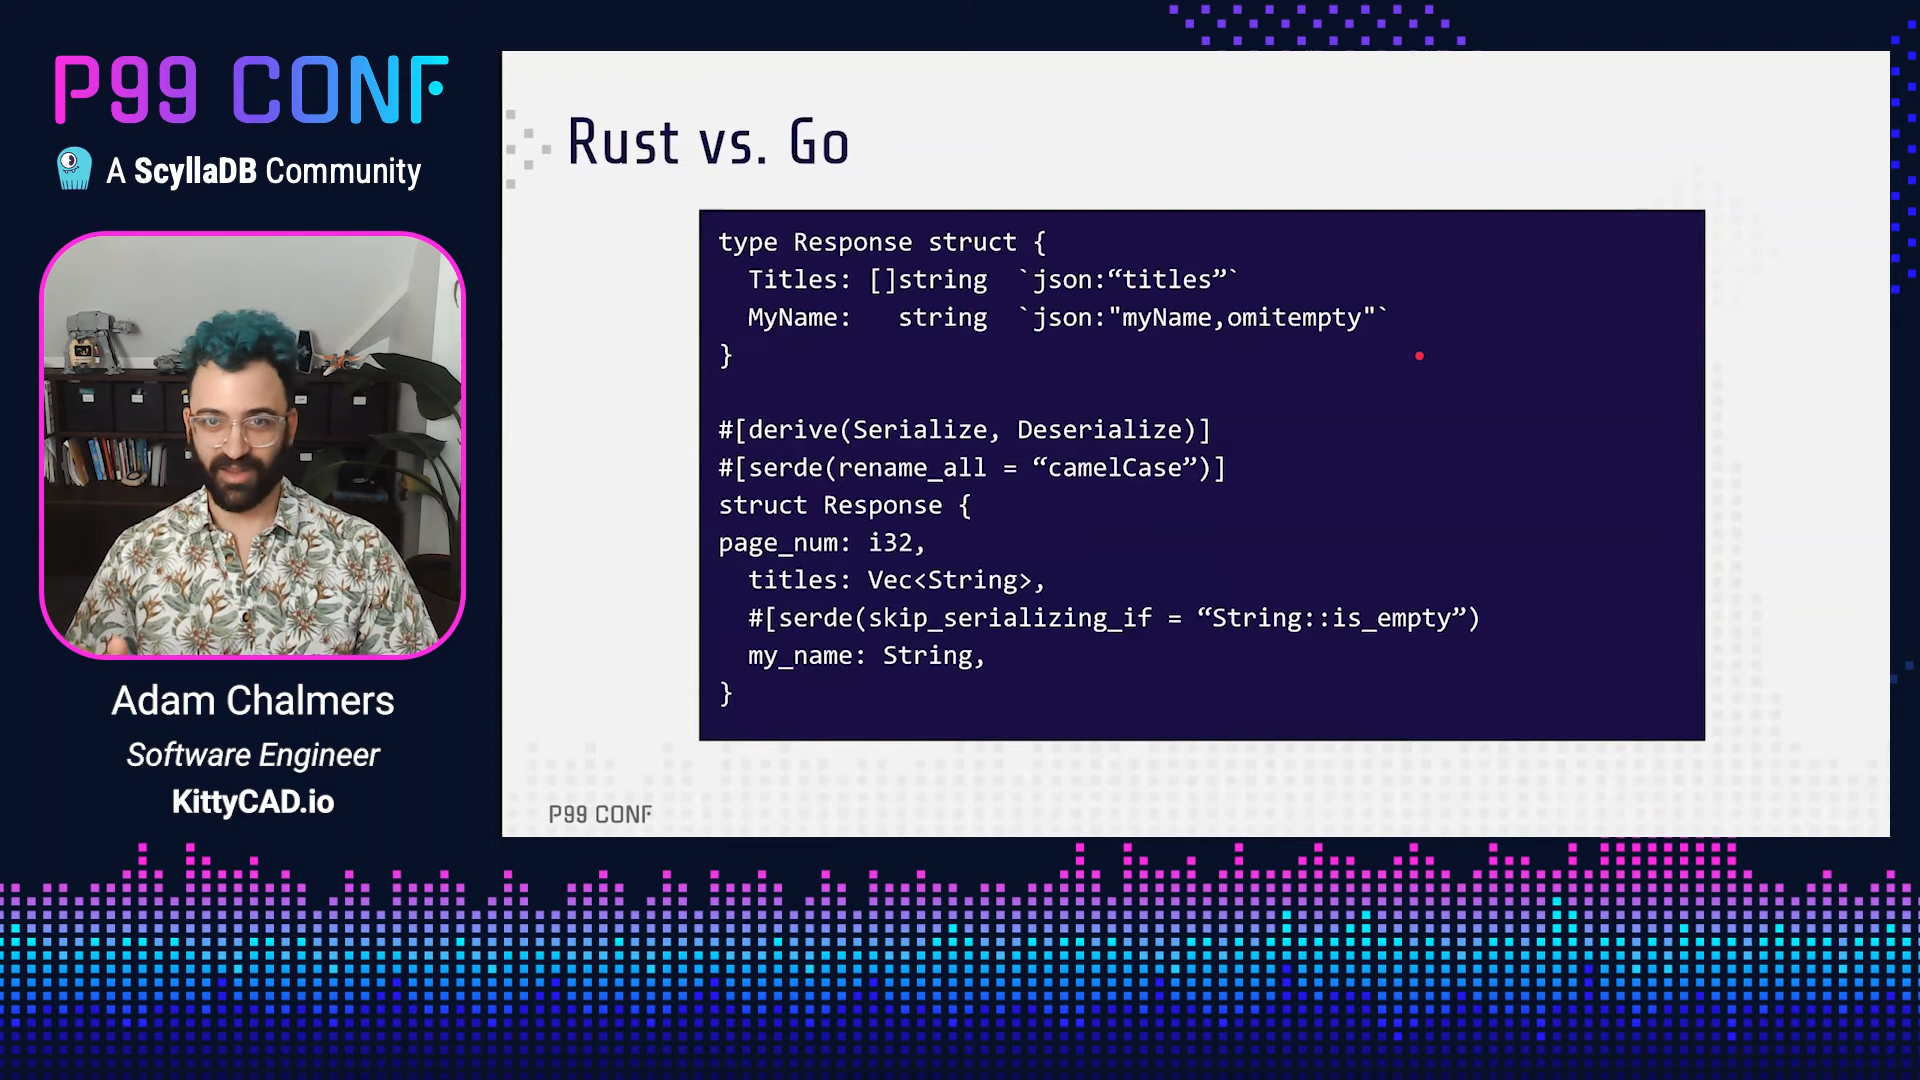 P99 CONF
A ScyllaDB Community
Adam Chalmers
Software Engineer
KittyCAD.io
Rust vs. Go
type Response struct {
  Titles: []string  `json:“titles”`
  MyName:   string  `json:"myName,omitempty"`
}
#[derive(Serialize, Deserialize)]
#[serde(rename_all = “camelCase”)]
struct Response {
page_num: i32,
  titles: Vec<String>,
  #[serde(skip_serializing_if = “String::is_empty”)
  my_name: String,
}
P99 CONF